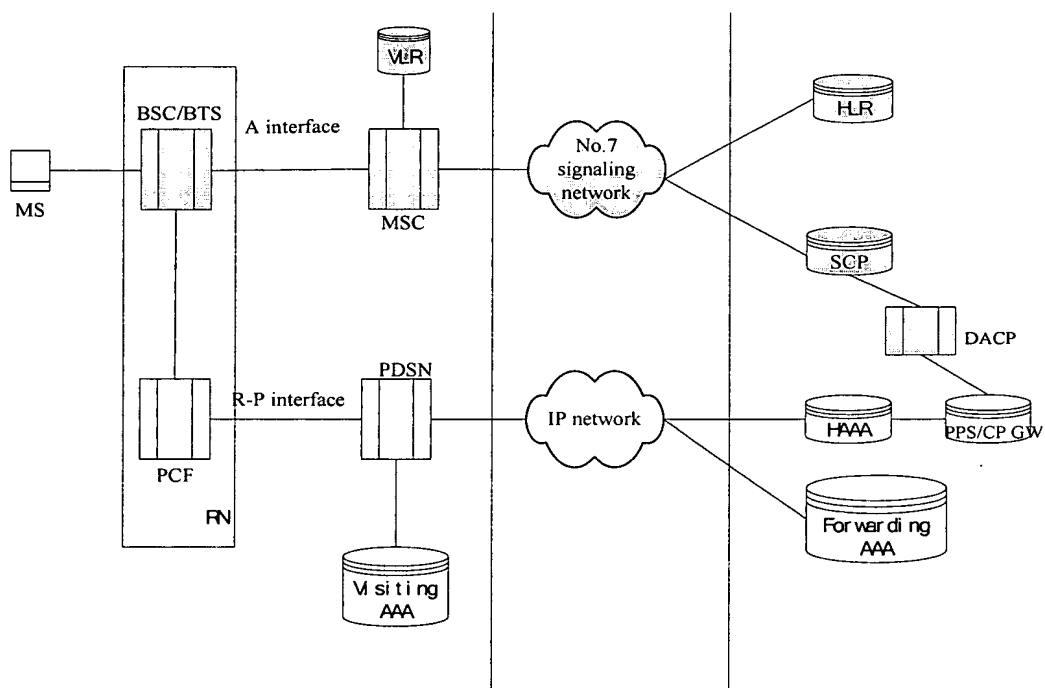 VLR
BSC/BTS
A interface
HLR
No.7
signaling
network
MS
MSC
SCP
DACP
PDSN
R-P interface
IP network
HAAA
PPS/CP GW
PCF
RN
Forwarding
AAA
Visiting
AAA